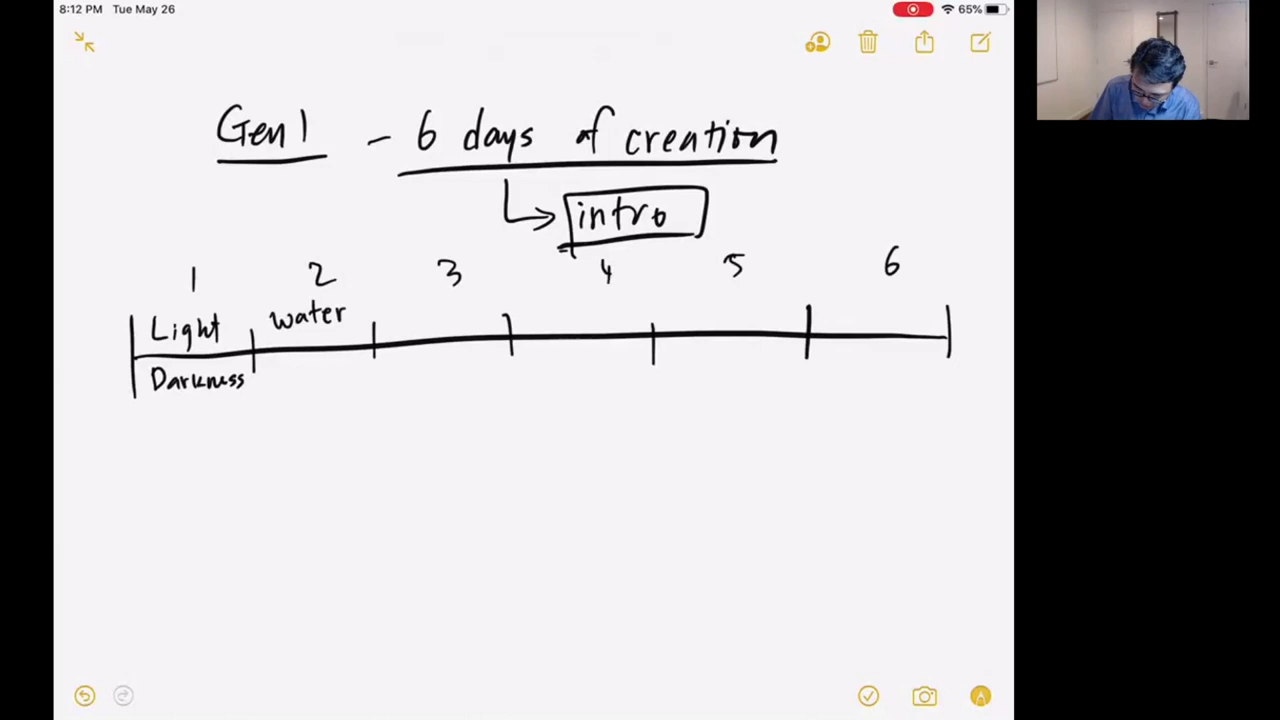 8:12 PM Tue May 26 65%
Gen 1 - 6 days of creation
intro
1 2 3 4 5 6
Light water
Darkness